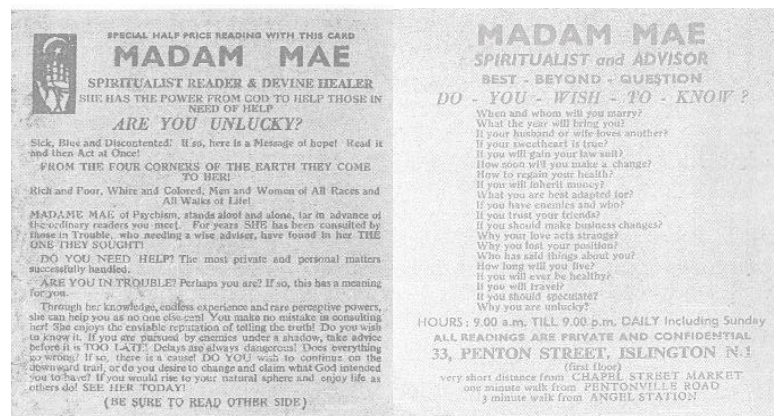 SPECIAL HALF PRICE READING WITH THIS CARD
MADAM MAE
SPIRITUALIST READER & DEVINE HEALER
SHE HAS THE POWER FROM GOD TO HELP THOSE IN
NEED OF HELP
ARE YOU UNLUCKY?
Sick, Blue and Discontented? If so, here is a Message of hope! Read it
and then Act at Once!
FROM THE FOUR CORNERS OF THE EARTH THEY COME
TO HER!
Rich and Poor, White and Colored, Men and Women of All Races and
All Walks of Life!
MADAME MAE of Psychism, stands aloof and alone, far in advance of
the ordinary readers you meet. For years SHE has been consulted by
those in Trouble, who needing a wise adviser, have found in her THE
ONE THEY SOUGHT!
DO YOU NEED HELP? The most private and personal matters
successfully handled.
ARE YOU IN TROUBLE? Perhaps you are? If so, this has a meaning
for you.
Through her knowledge, endless experience and rare perceptive powers,
she can help you as no one else can! You make no mistake in consulting
her! She enjoys the enviable reputation of telling the truth! Do you wish
to know it. If you are pursued by enemies under a shadow, take advice
before it is TOO LATE! Delays are always dangerous! Does everything
go wrong? If so, there is a cause! DO YOU wish to continue on the
downward trail, or do you desire to change and claim what God intended
you to have? If you would rise to your natural sphere and enjoy life as
others do! SEE HER TODAY!
(BE SURE TO READ OTHER SIDE)
MADAM MAE
SPIRITUALIST and ADVISOR
BEST - BEYOND - QUESTION
DO - YOU - WISH - TO - KNOW ?
When and whom will you marry?
What the year will bring you?
If your husband or wife loves another?
If your sweetheart is true?
If you will gain your law suit?
How soon will you make a change?
How to regain your health?
If you will inherit money?
What you are best adapted for?
If you have enemies and who?
If you trust your friends?
If you should make business changes?
Why your love acts strange?
Why you lost your position?
Who has said things about you?
How long will you live?
If you will ever be healthy?
If you will travel?
If you should speculate?
Why you are unlucky?
HOURS : 9.00 a.m. TILL 9.00 p.m. DAILY Including Sunday
ALL READINGS ARE PRIVATE AND CONFIDENTIAL
33, PENTON STREET, ISLINGTON N.1
(first floor)
very short distance from CHAPEL STREET MARKET
one minute walk from PENTONVILLE ROAD
3 minute walk from ANGEL STATION